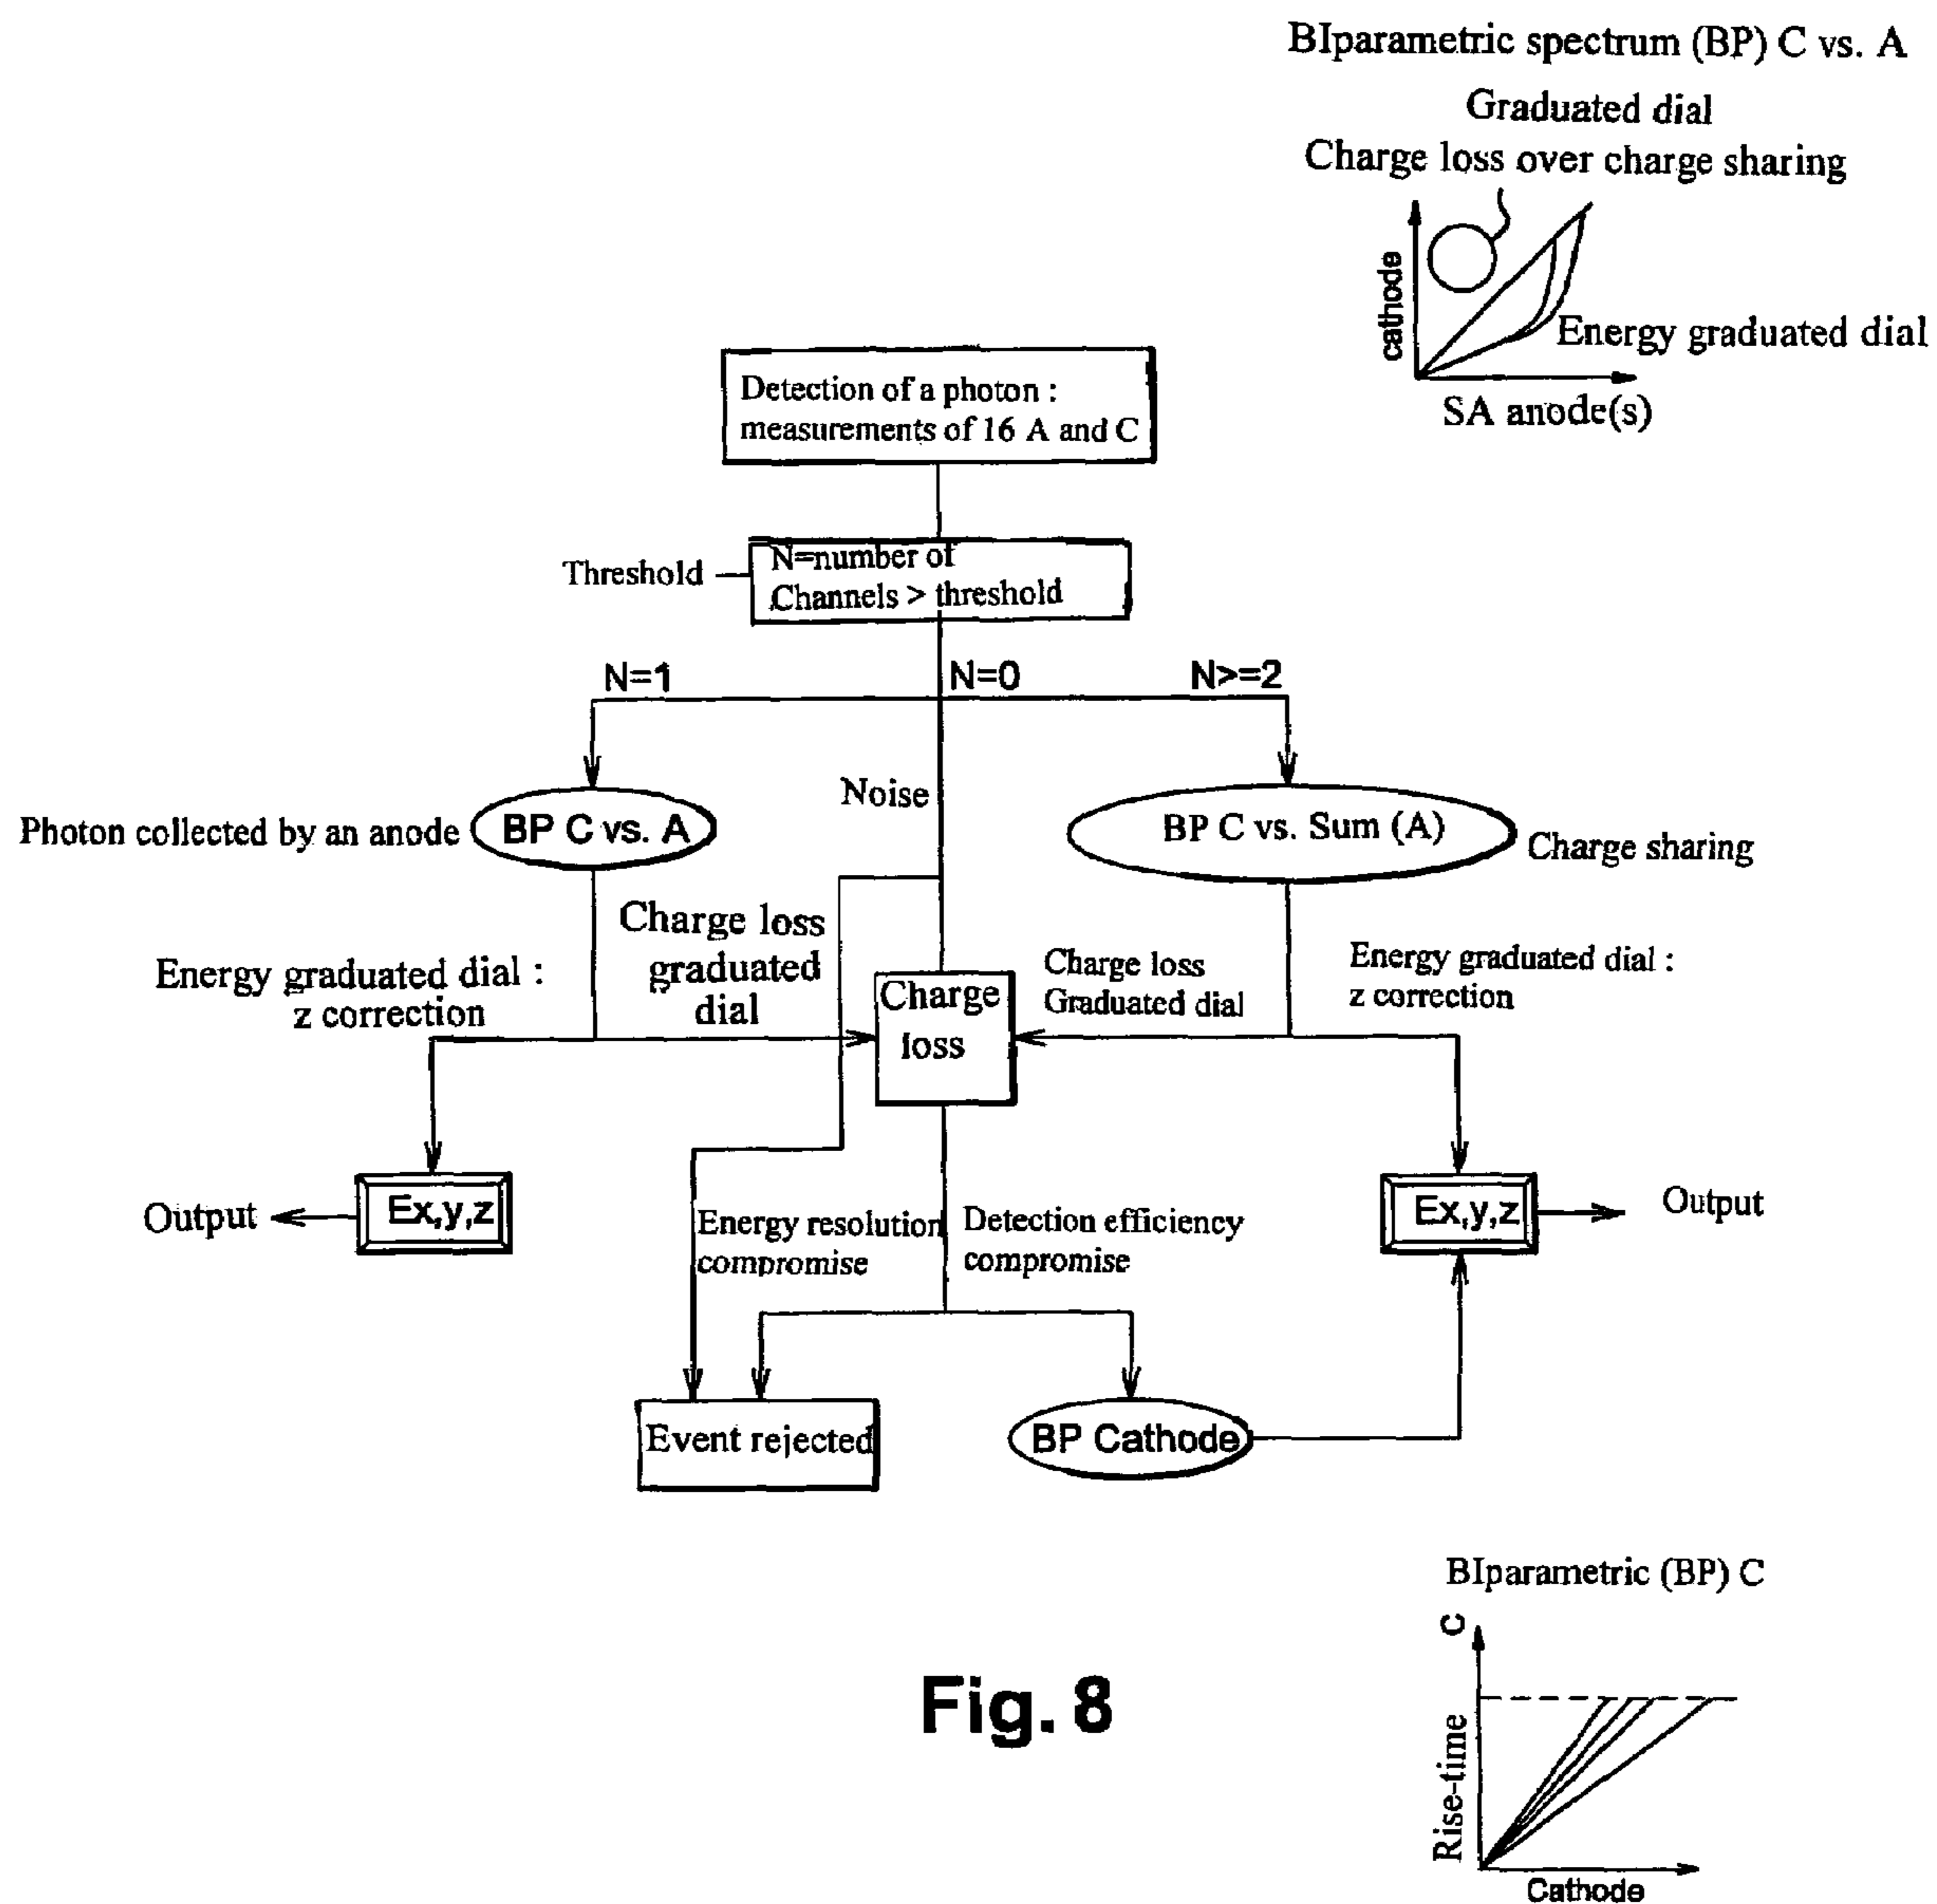 BIparametric spectrum (BP) C vs. A
Graduated dial
Charge loss over charge sharing
cathode
Energy graduated dial
SA anode(s)
Detection of a photon :
measurements of 16 A and C
Threshold
N=number of
Channels > threshold
N=1
N=0
N>=2
Noise
Photon collected by an anode
BP C vs. A
BP C vs. Sum (A)
Charge sharing
Energy graduated dial :
z correction
Charge loss
graduated
dial
Charge
loss
Charge loss
Graduated dial
Energy graduated dial :
z correction
Output
Ex,y,z
Energy resolution
compromise
Detection efficiency
compromise
Ex,y,z
Output
Event rejected
BP Cathode
BIparametric (BP) C
C
Rise-time
Cathode
Fig. 8